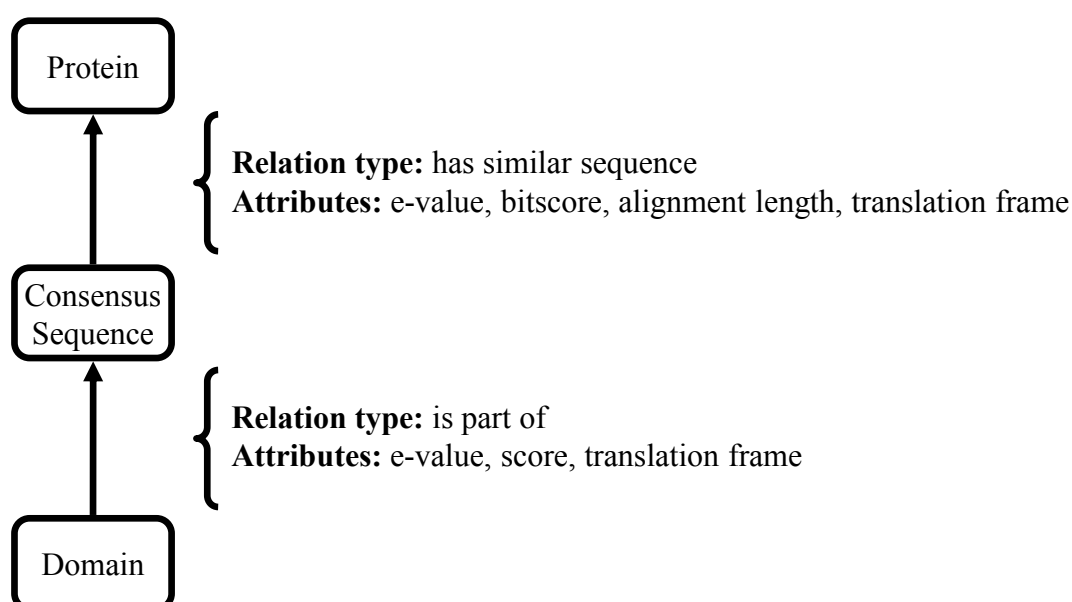 Protein
Relation type: has similar sequence
Attributes: e-value, bitscore, alignment length, translation frame
Consensus
Sequence
Relation type: is part of
Attributes: e-value, score, translation frame
Domain